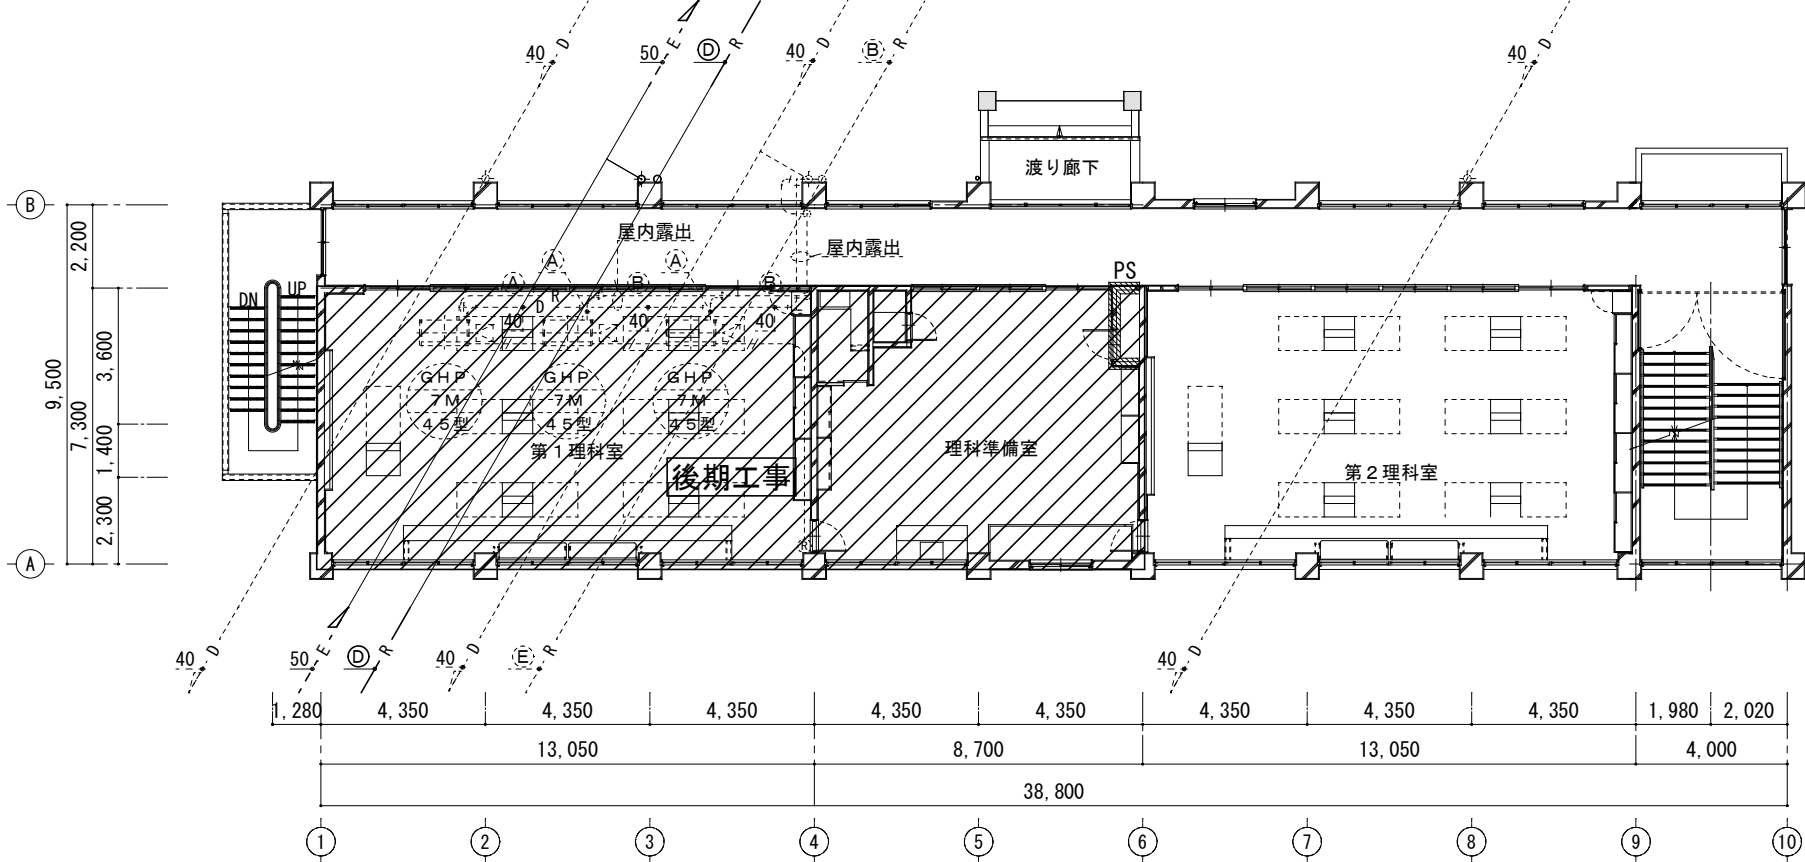 40 D
50 E
D R
40 D
B R
40 D
渡り廊下
B
屋内露出
屋内露出
PS
2,200
DN
UP
A
A
A
B
B
R
D
40
40
40
9,500
7,300
3,600
1,400
2,300
GHP
7M
45型
GHP
7M
45型
GHP
7M
45型
第1理科室
後期工事
理科準備室
第2理科室
R
A
40 D
50 E
D R
40 D
E R
40 D
1,280
4,350
4,350
4,350
4,350
4,350
4,350
4,350
4,350
1,980
2,020
13,050
8,700
13,050
4,000
38,800
1
2
3
4
5
6
7
8
9
10